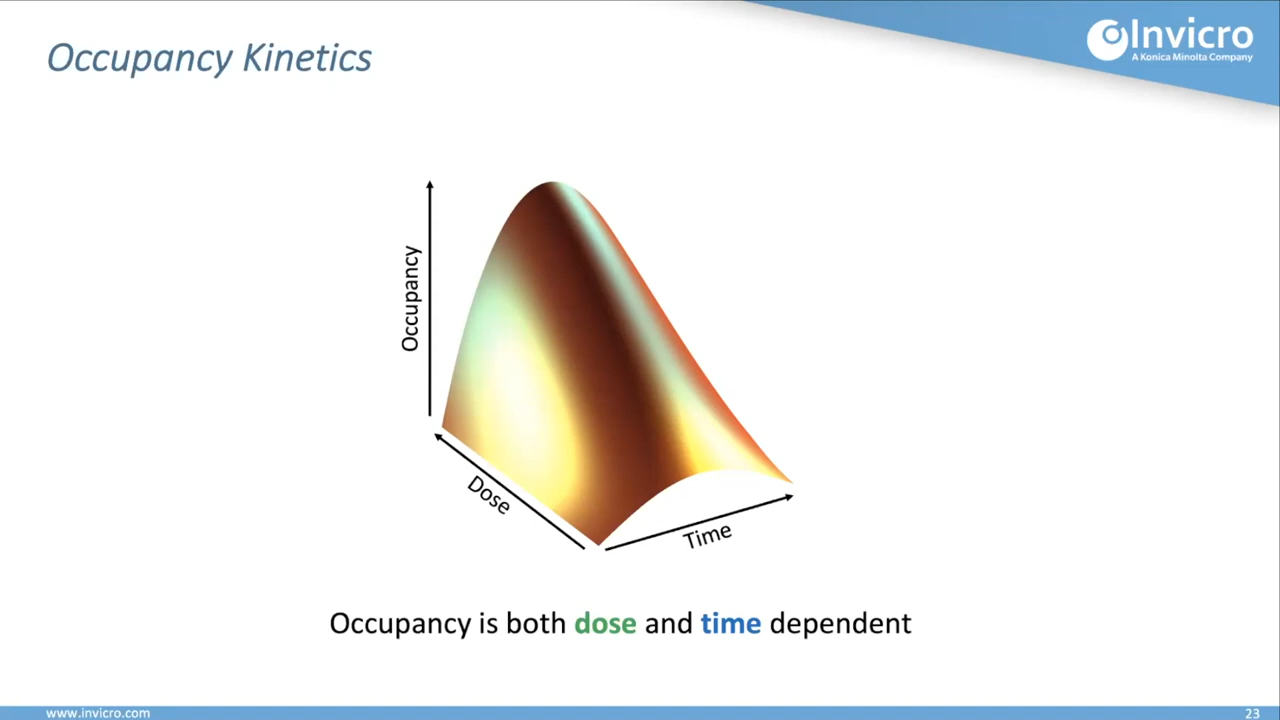 Occupancy Kinetics
Invicro
A Konica Minolta Company
Occupancy
Dose
Time
Occupancy is both dose and time dependent
www.invicro.com
23